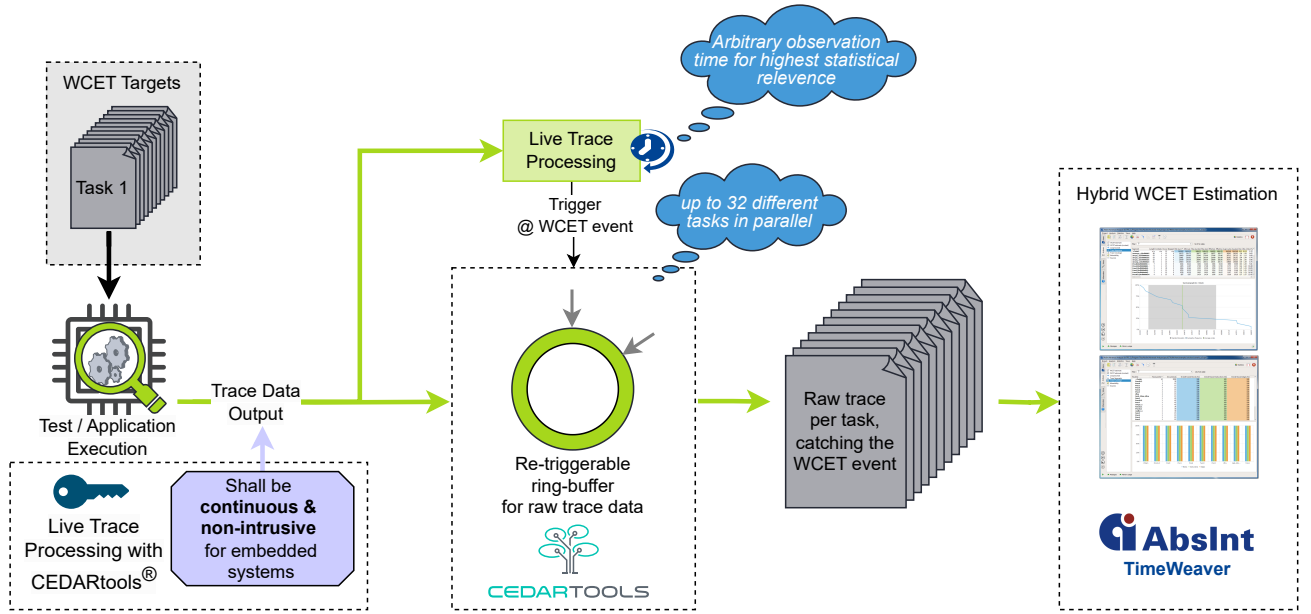 WCET Targets
Task 1
Test / Application
Execution
Live Trace
Processing with
CEDARtools®
Shall be
continuous &
non-intrusive
for embedded
systems
Trace Data
Output
Arbitrary observation
time for highest statistical
relevence
Live Trace
Processing
Trigger
@ WCET event
up to 32 different
tasks in parallel
Re-triggerable
ring-buffer
for raw trace data
CEDARTOOLS
Raw trace
per task,
catching the
WCET event
Hybrid WCET Estimation
AbsInt
TimeWeaver